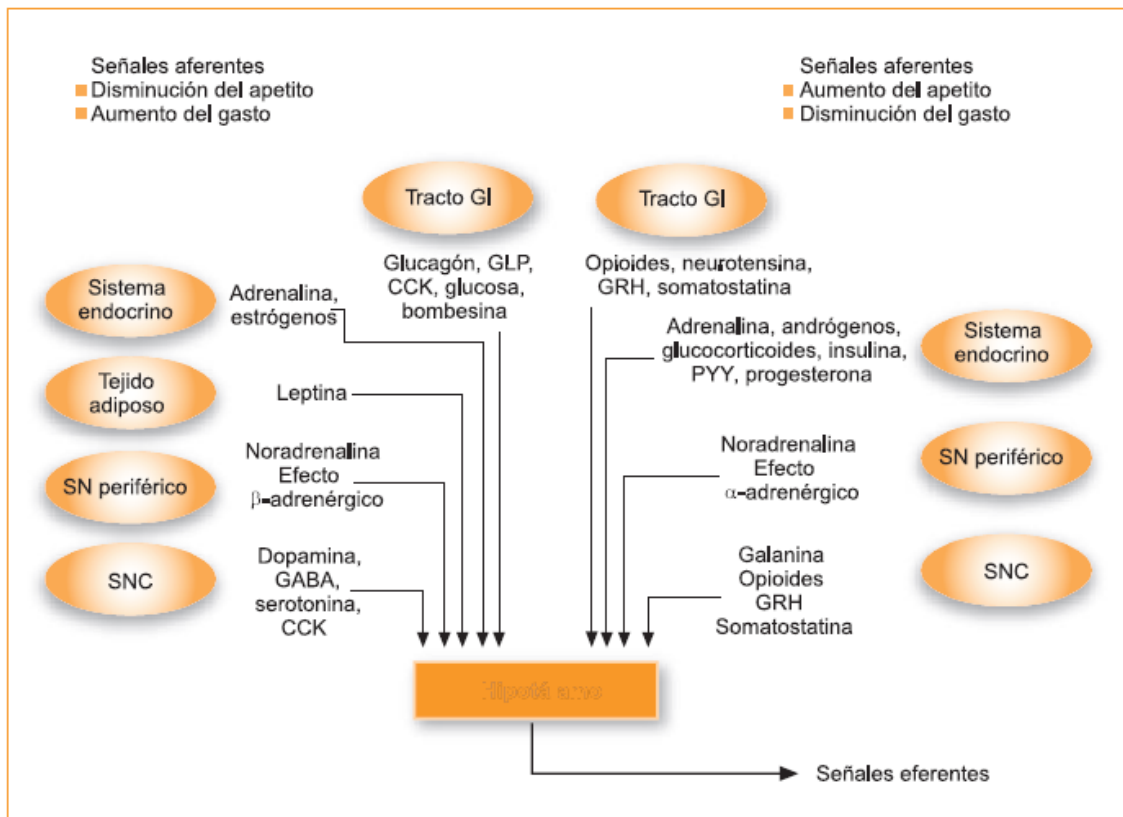 Señales aferentes
Disminución del apetito
Aumento del gasto
Señales aferentes
Aumento del apetito
Disminución del gasto
Tracto GI
Tracto GI
Glucagón, GLP,
CCK, glucosa,
bombesina
Opioides, neurotensina,
GRH, somatostatina
Sistema
endocrino
Adrenalina,
estrógenos
Adrenalina, andrógenos,
glucocorticoides, insulina,
PYY, progesterona
Sistema
endocrino
Tejido
adiposo
Leptina
SN periférico
Noradrenalina
Efecto
β-adrenérgico
Noradrenalina
Efecto
α-adrenérgico
SN periférico
SNC
Dopamina,
GABA,
serotonina,
CCK
Galanina
Opioides
GRH
Somatostatina
SNC
Hipotá amo
Señales eferentes